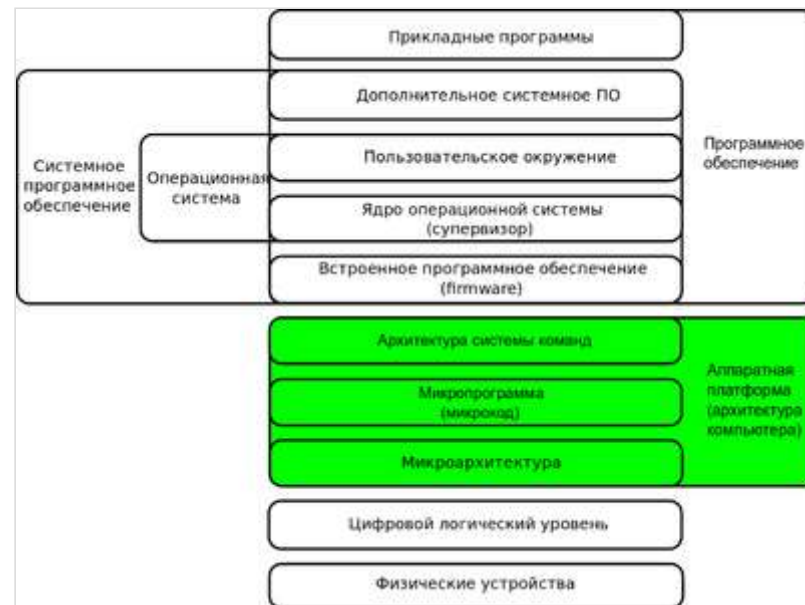 Прикладные программы
Дополнительное системное ПО
Пользовательское окружение
Ядро операционной системы
(супервизор)
Встроенное программное обеспечение
(firmware)
Системное
программное
обеспечение
Операционная
система
Программное
обеспечение
Архитектура системы команд
Микропрограмма
(микрокод)
Микроархитектура
Аппаратная
платформа
(архитектура
компьютера)
Цифровой логический уровень
Физические устройства